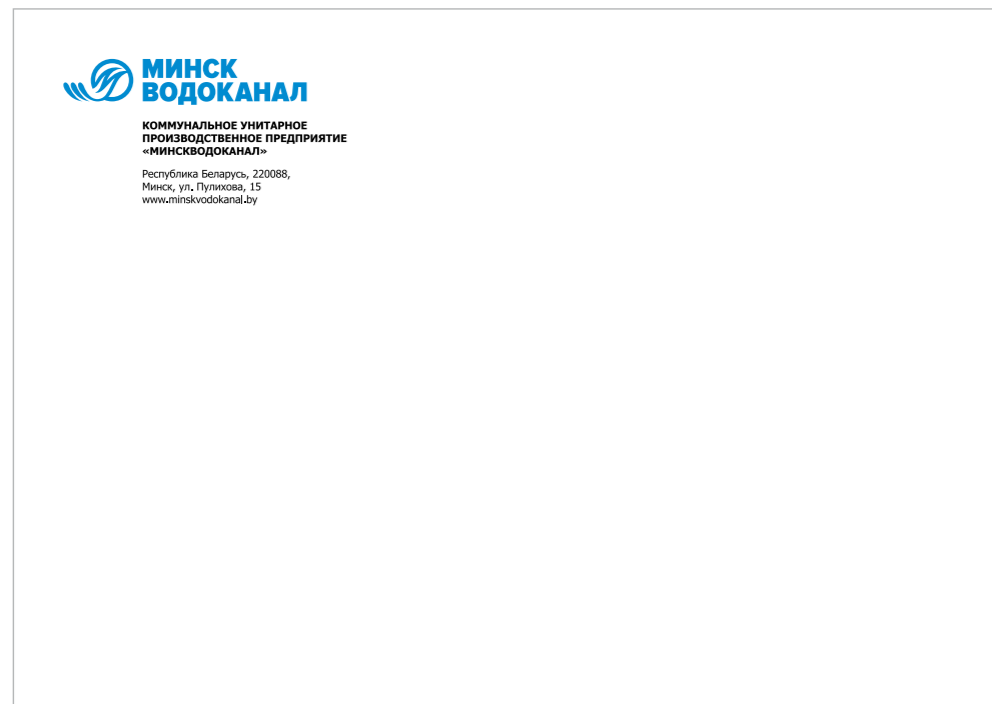 МИНСК
ВОДОКАНАЛ
КОММУНАЛЬНОЕ УНИТАРНОЕ
ПРОИЗВОДСТВЕННОЕ ПРЕДПРИЯТИЕ
«МИНСКВОДОКАНАЛ»
Республика Беларусь, 220088,
Минск, ул. Пулихова, 15
www.minskvodokanal.by